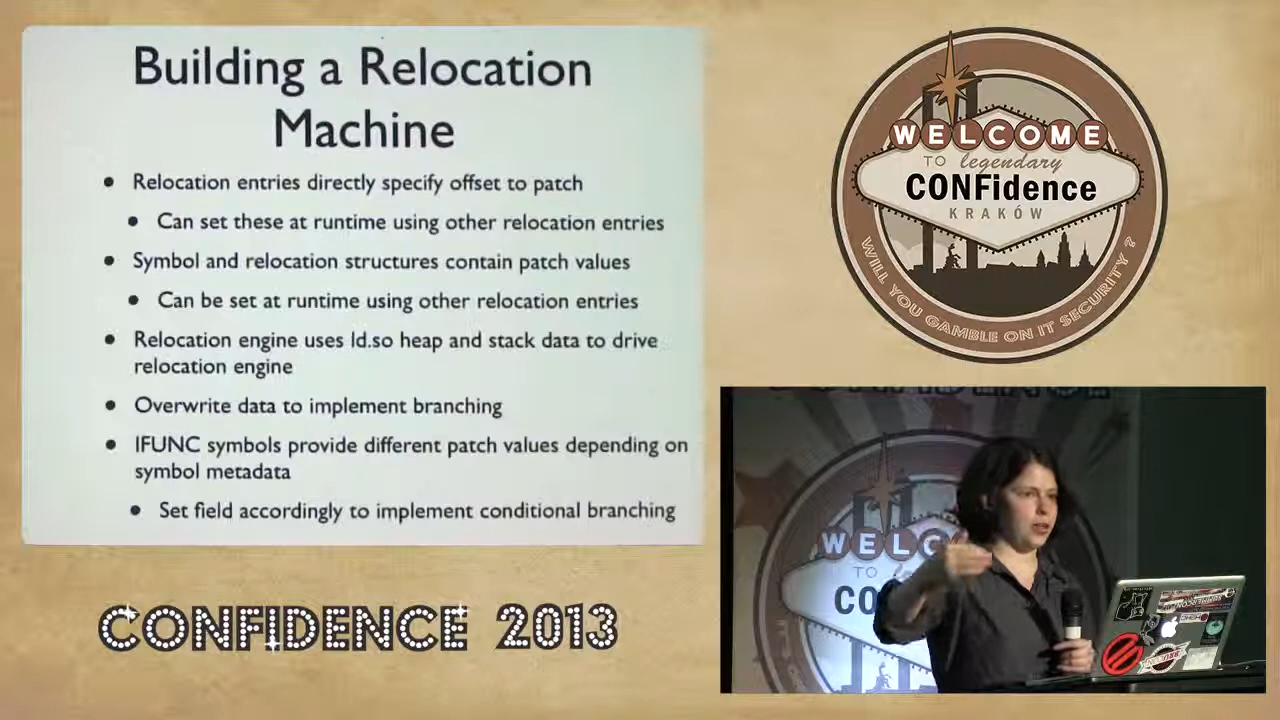 Building a Relocation
Machine
Relocation entries directly specify offset to patch
Can set these at runtime using other relocation entries
Symbol and relocation structures contain patch values
Can be set at runtime using other relocation entries
Relocation engine uses ld.so heap and stack data to drive
relocation engine
Overwrite data to implement branching
IFUNC symbols provide different patch values depending on
symbol metadata
Set field accordingly to implement conditional branching
CONFIDENCE 2013
WELCOME
TO legendary
CONFidence
KRAKÓW
WILL YOU GAMBLE ON IT SECURITY?
WELC
TO
CO